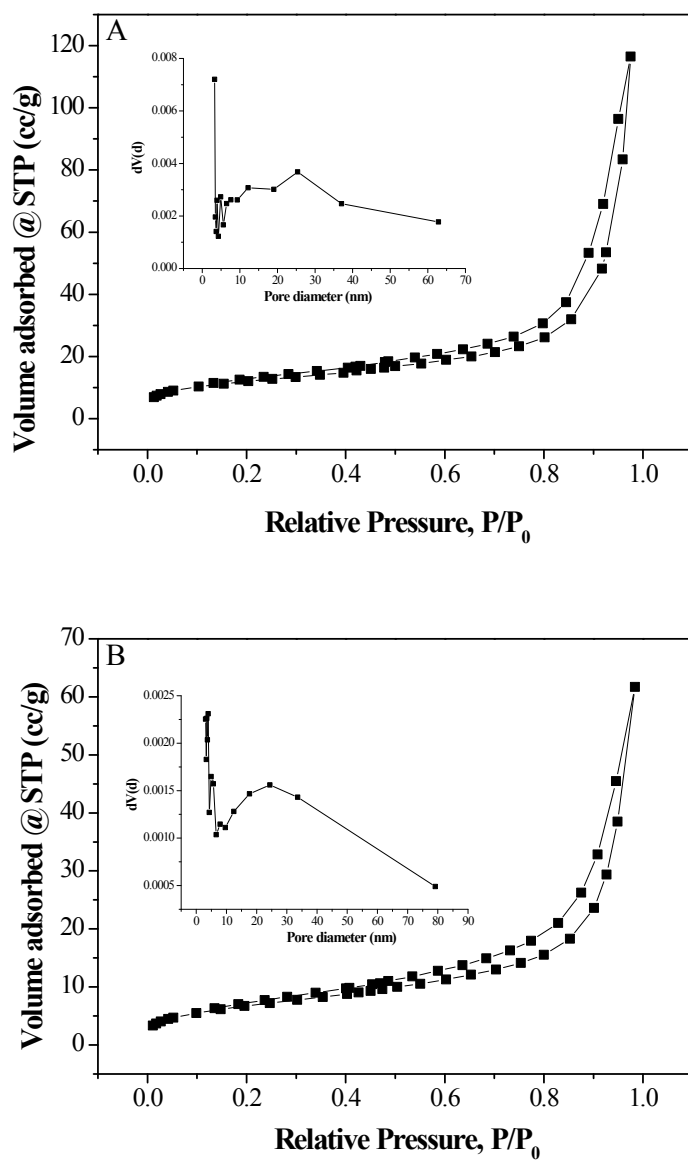 A
Volume adsorbed @ STP (cc/g)
120
100
80
60
40
20
0
0.0 0.2 0.4 0.6 0.8 1.0
Relative Pressure, P/P0
dV(d)
0.008
0.006
0.004
0.002
0.000
0 10 20 30 40 50 60 70
Pore diameter (nm)
B
Volume adsorbed @ STP (cc/g)
70
60
50
40
30
20
10
0
0.0 0.2 0.4 0.6 0.8 1.0
Relative Pressure, P/P0
dV(d)
0.0025
0.0020
0.0015
0.0010
0.0005
0 10 20 30 40 50 60 70 80 90
Pore diameter (nm)